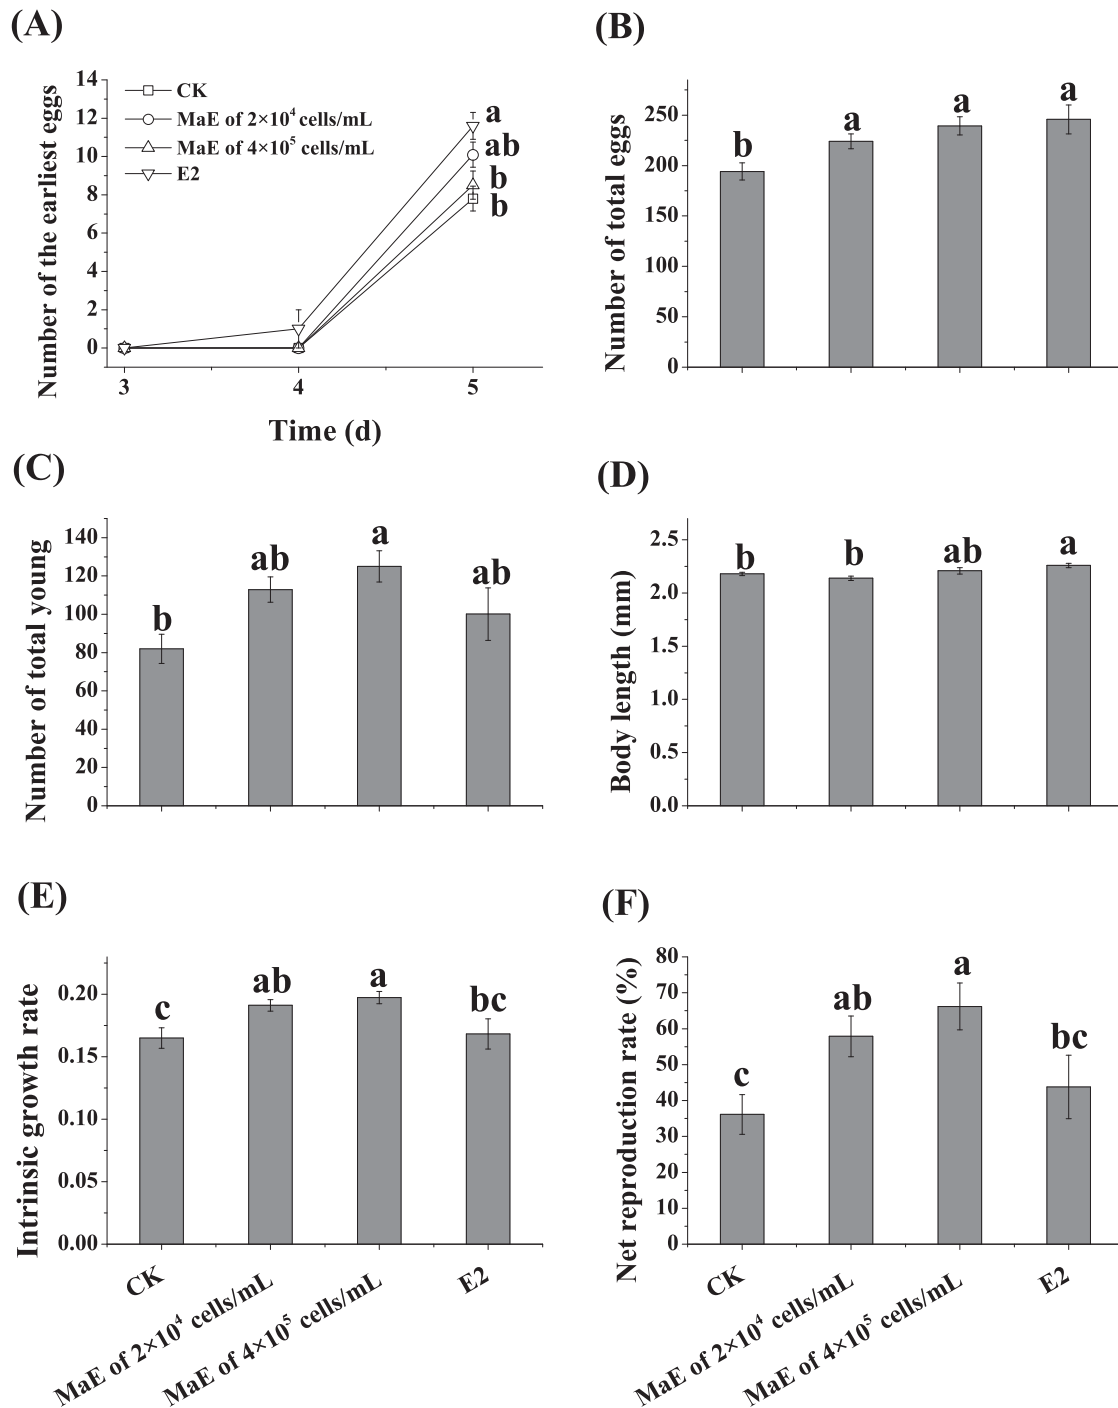 (A)
Number of the earliest eggs
14
12
10
8
6
4
2
0
CK
MaE of 2×10⁴ cells/mL
MaE of 4×10⁵ cells/mL
E2
a
ab
b
b
3
4
5
Time (d)
(B)
Number of total eggs
250
200
150
100
50
0
b
a
a
a
(C)
Number of total young
140
120
100
80
60
40
20
0
b
ab
a
ab
(D)
Body length (mm)
2.5
2.0
1.5
1.0
0.5
0.0
b
b
ab
a
(E)
Intrinsic growth rate
0.20
0.15
0.10
0.05
0.00
c
ab
a
bc
CK
MaE of 2×10⁴ cells/mL
MaE of 4×10⁵ cells/mL
E2
(F)
Net reproduction rate (%)
80
70
60
50
40
30
20
10
0
c
ab
a
bc
CK
MaE of 2×10⁴ cells/mL
MaE of 4×10⁵ cells/mL
E2